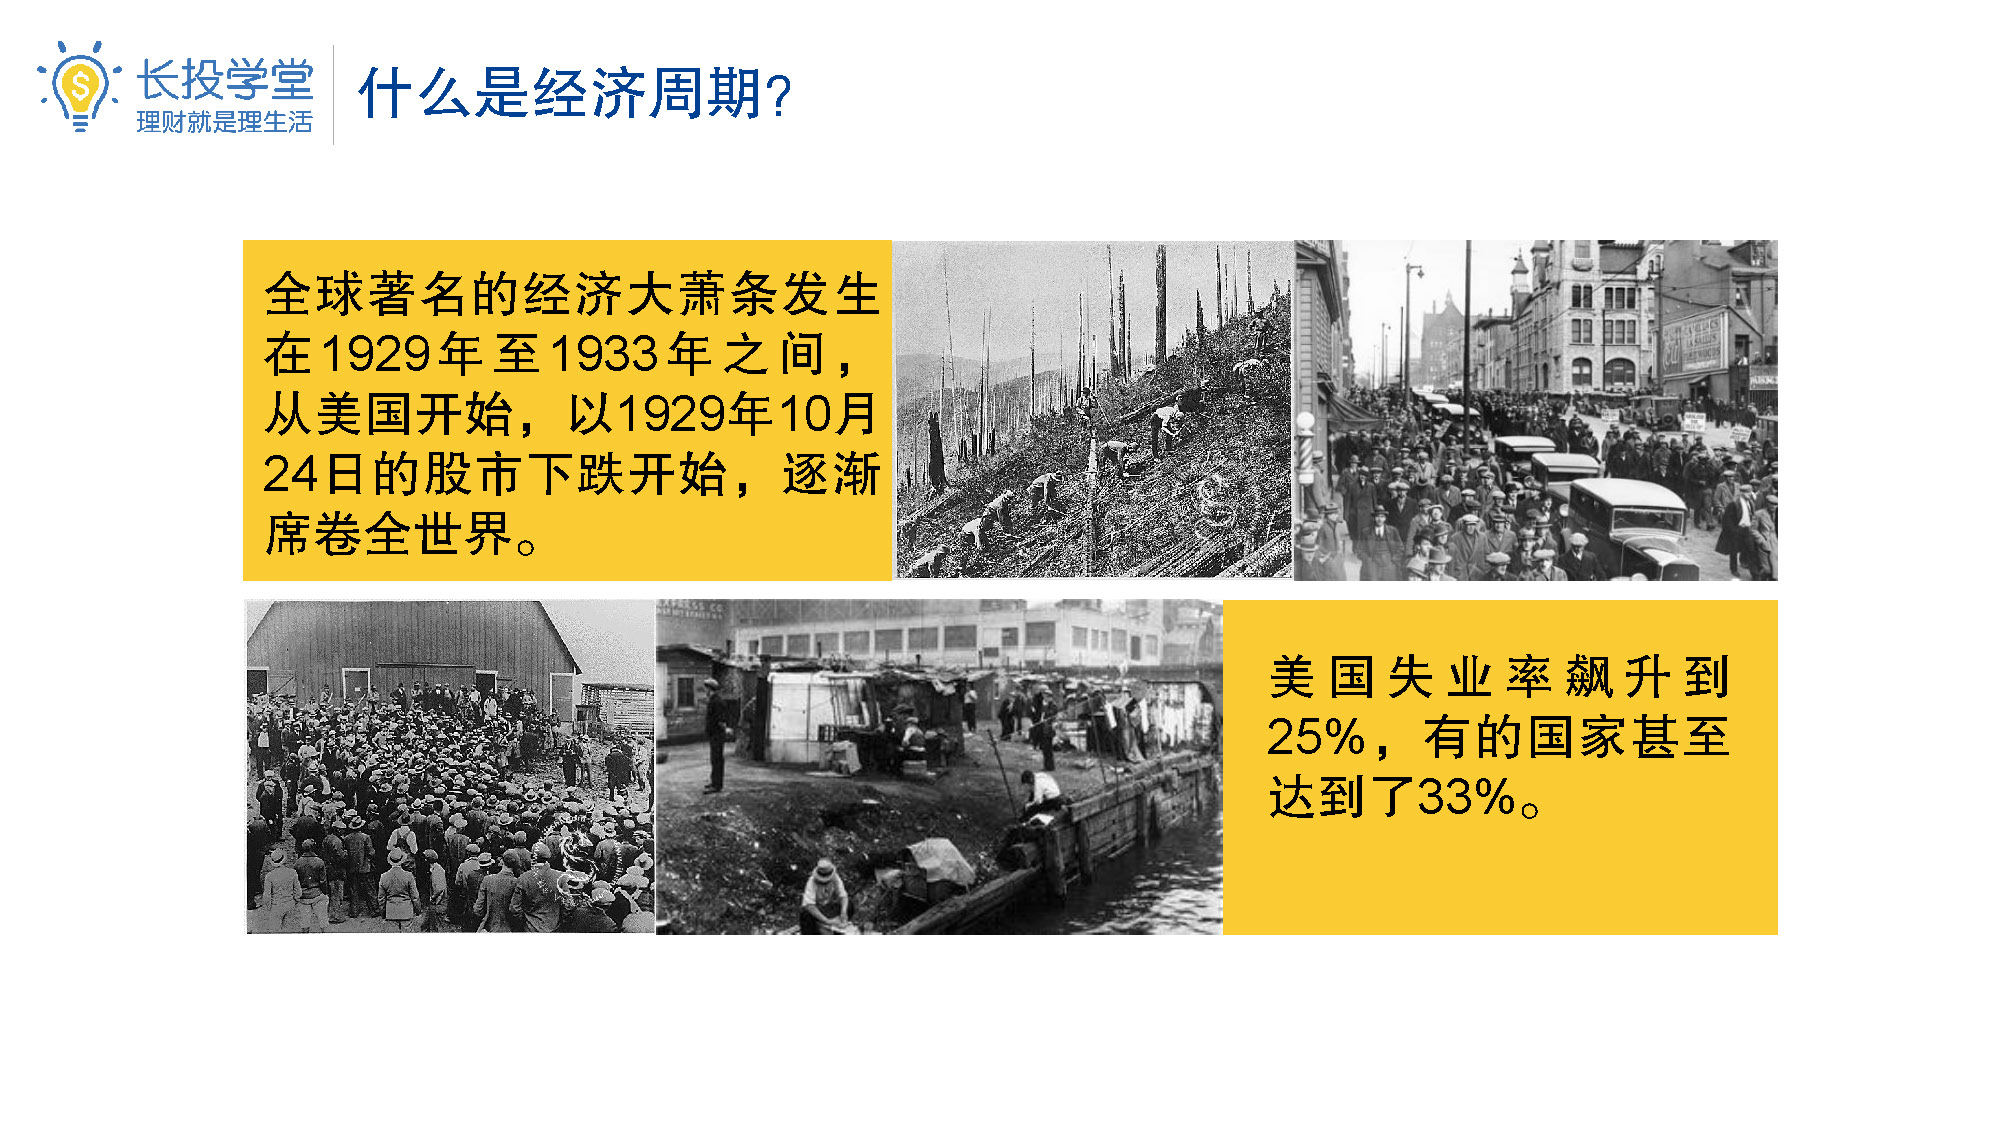 长投学堂
理财就是理生活
什么是经济周期?
全球著名的经济大萧条发生
在1929年至1933年之间，
从美国开始，以1929年10月
24日的股市下跌开始，逐渐
席卷全世界。
美国失业率飙升到
25%，有的国家甚至
达到了33%。